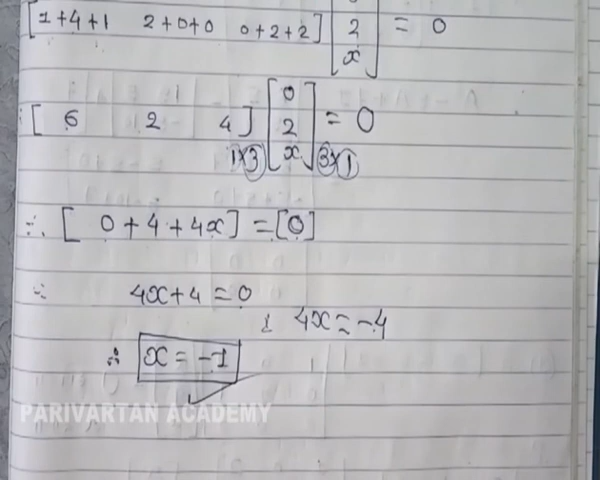 [1+4+1 2+0+0 0+2+2] [2 x] = 0
[6 2 4] [0 2 x] = 0
1×3 3×1
∴ [0+4+4x] = [0]
∴ 4x+4 = 0
4x = -4
∴ x = -1
PARIVARTAN ACADEMY